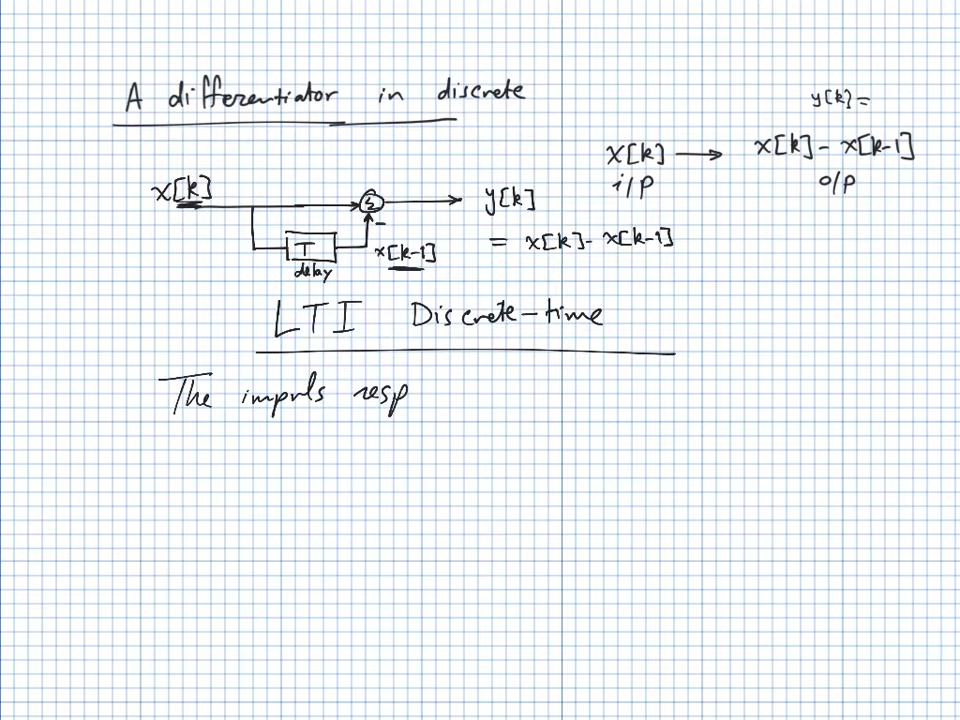 A differentiator in discrete
y[k] =
x[k] → x[k] - x[k-1]
i/p o/p
x[k] Σ y[k]
-
= x[k] - x[k-1]
T x[k-1]
delay
LTI Discrete-time
The impuls resp